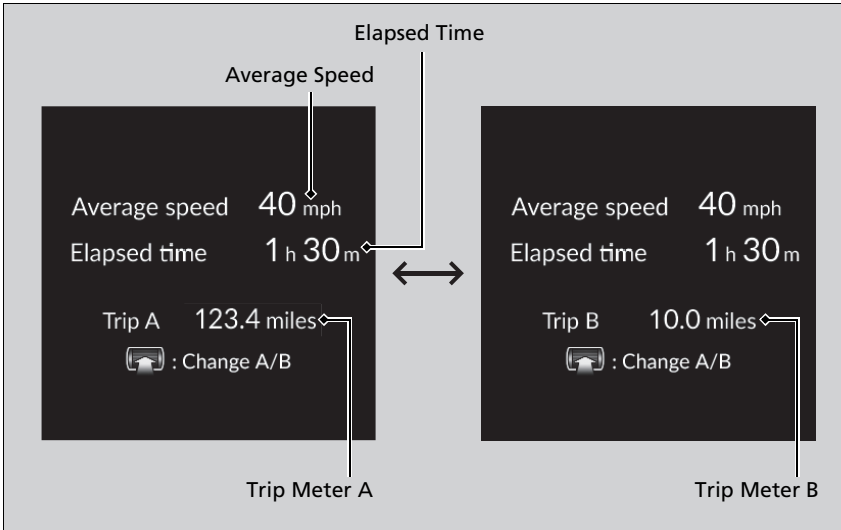 Elapsed Time
Average Speed
Average speed 40 mph
Elapsed time 1 h 30 m
Trip A 123.4 miles
: Change A/B
Average speed 40 mph
Elapsed time 1 h 30 m
Trip B 10.0 miles
: Change A/B
Trip Meter A
Trip Meter B